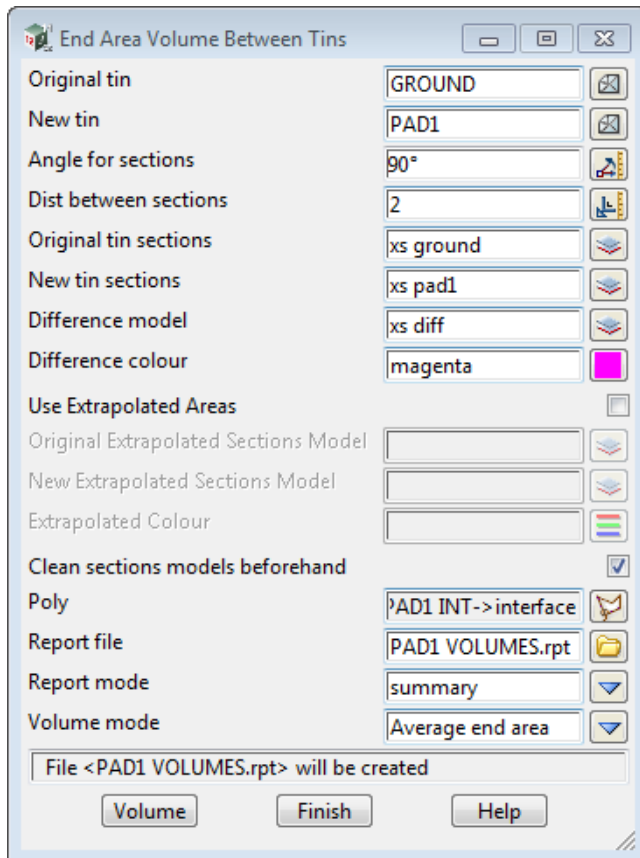 End Area Volume Between Tins
Original tin GROUND
New tin PAD1
Angle for sections 90°
Dist between sections 2
Original tin sections xs ground
New tin sections xs pad1
Difference model xs diff
Difference colour magenta
Use Extrapolated Areas
Original Extrapolated Sections Model
New Extrapolated Sections Model
Extrapolated Colour
Clean sections models beforehand
Poly PAD1 INT->interface
Report file PAD1 VOLUMES.rpt
Report mode summary
Volume mode Average end area
File <PAD1 VOLUMES.rpt> will be created
Volume Finish Help